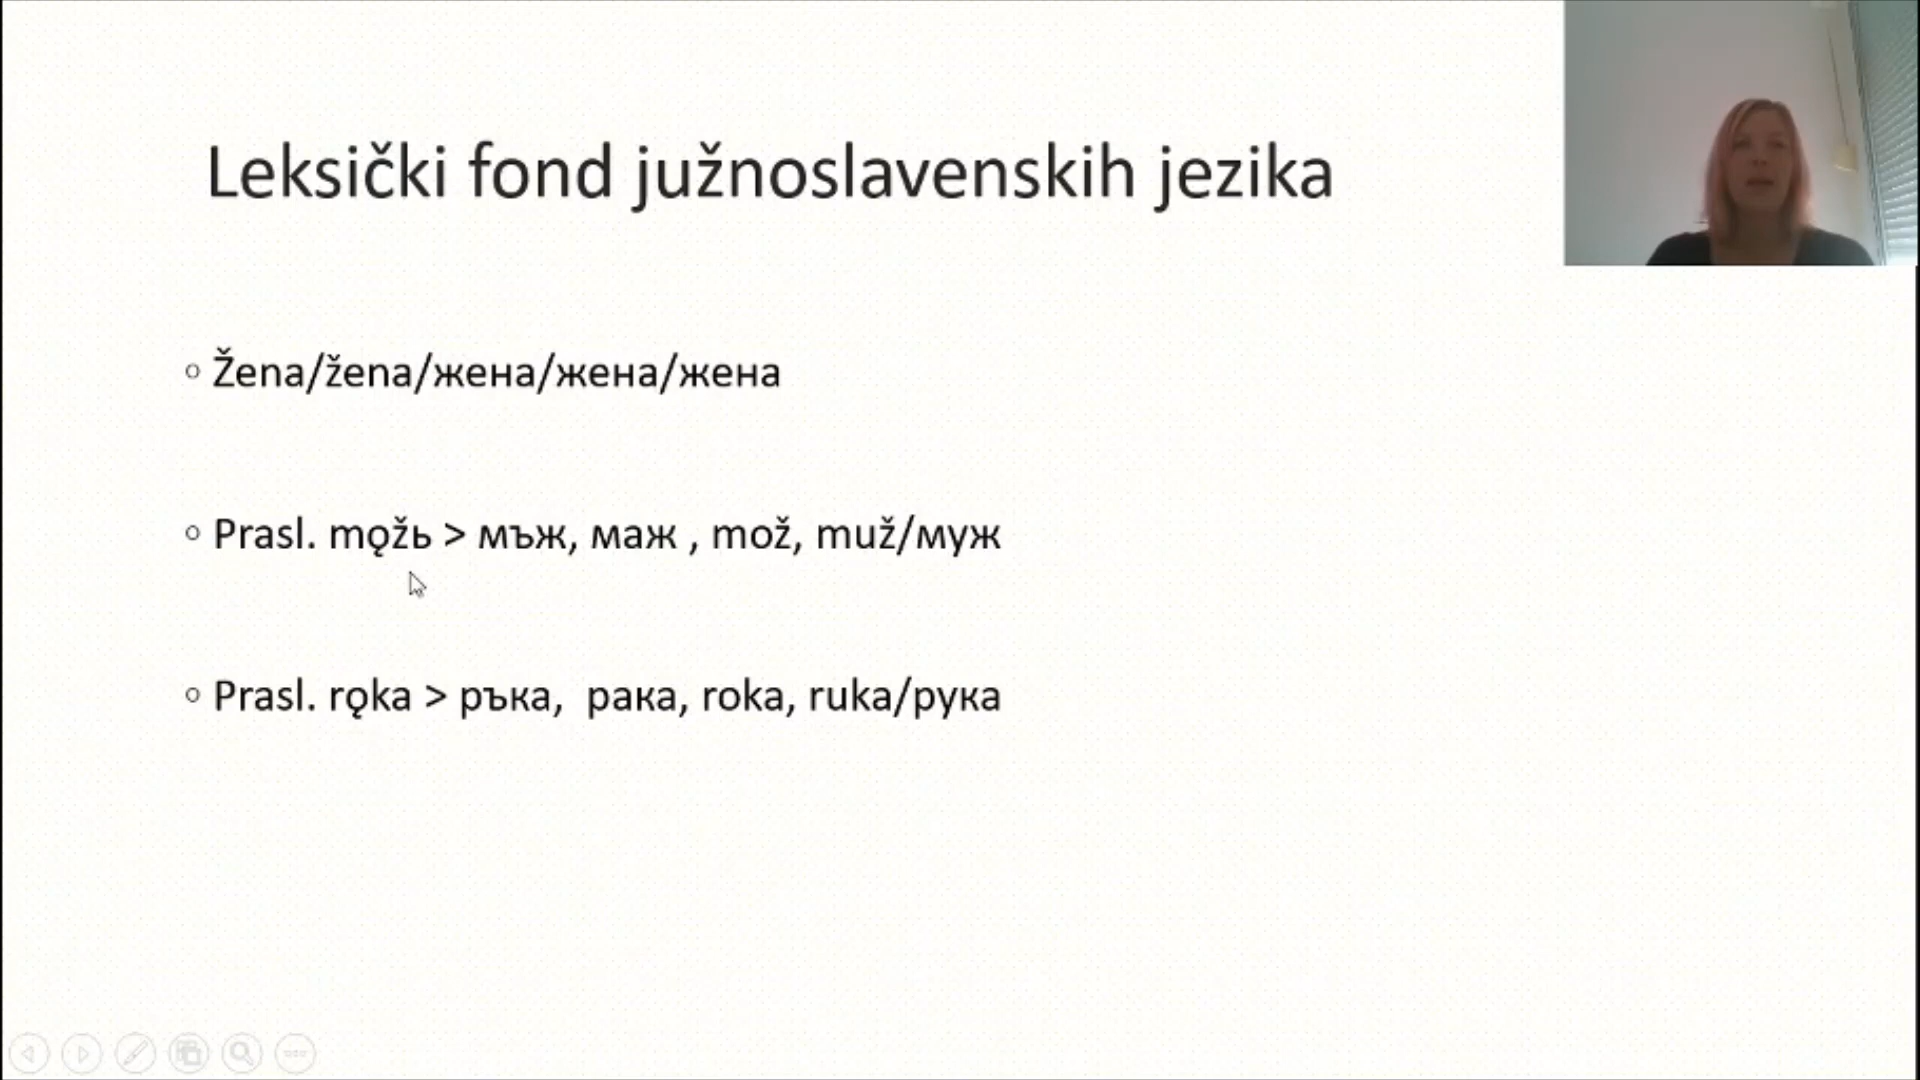 Leksički fond južnoslavenskih jezika
Žena/žena/жена/жена/жена
Prasl. mǫžь > мъж, маж , mož, muž/муж
Prasl. rǫka > ръка,  рака, roka, ruka/рука